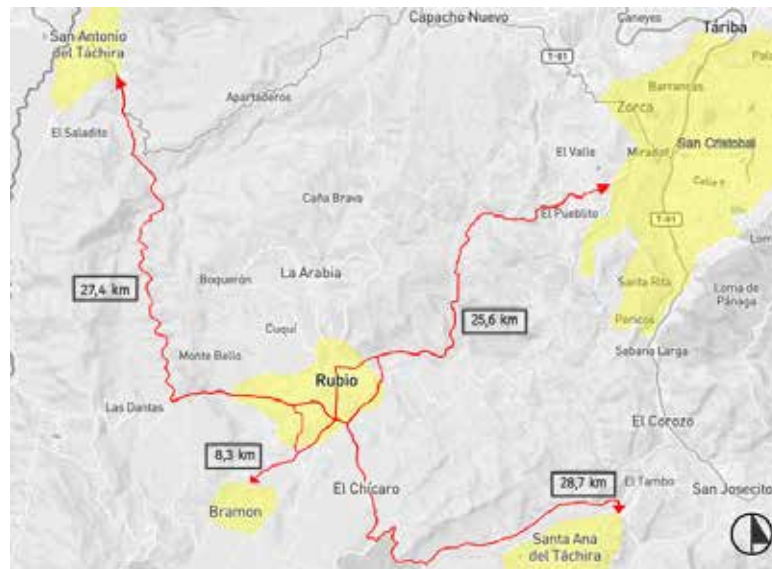 Capacho Nuevo
Caneyes
Táriba
San Antonio
del Táchira
T-01
Barrancas
Apartaderos
Zorca
El Saladito
San Cristobal
El Valle
Mirador
Caña Brava
El Pueblito
T-01
La Arabia
Boquerón
Santa Rita
Loma de
Pánaga
27,4 km
25,6 km
Cuquí
Monte Bello
Sabana Larga
Rubio
Las Dantas
El Corozo
8,3 km
28,7 km
El Tambo
El Chícaro
San Josecito
Bramon
Santa Ana
del Táchira